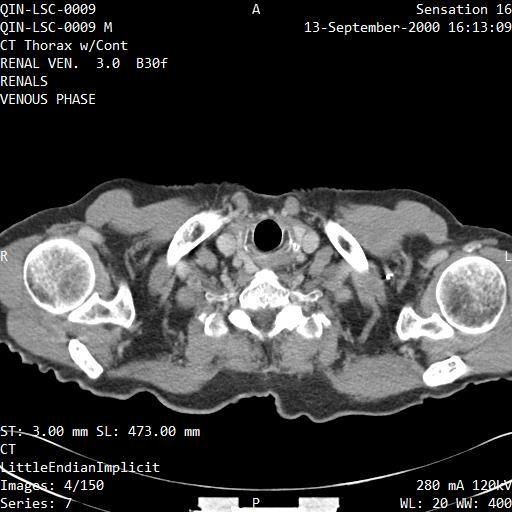 QIN-LSC-0009
A
Sensation 16
QIN-LSC-0009 M
13-September-2000 16:13:09
CT Thorax w/Cont
RENAL VEN. 3.0 B30f
RENALS
VENOUS PHASE
R
L
ST: 3.00 mm SL: 473.00 mm
CT
LittleEndianImplicit
Images: 4/150
280 mA 120kV
Series: 7
P
WL: 20 WW: 400